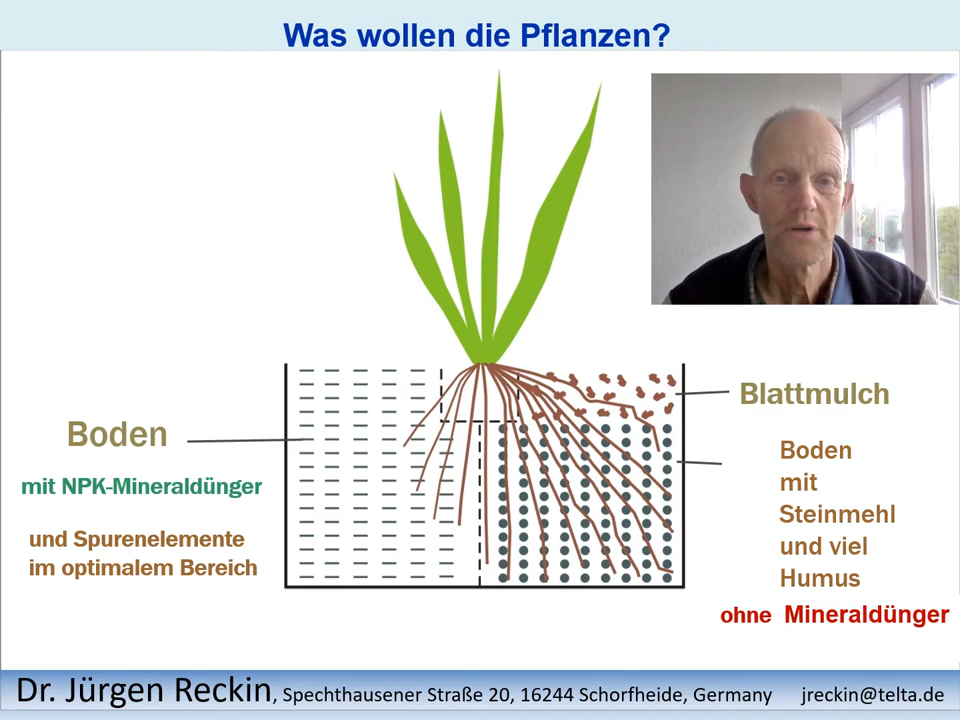 Was wollen die Pflanzen?
Boden
mit NPK-Mineraldünger
und Spurenelemente
im optimalem Bereich
Blattmulch
Boden
mit
Steinmehl
und viel
Humus
ohne Mineraldünger
Dr. Jürgen Reckin, Spechthausener Straße 20, 16244 Schorfheide, Germany jreckin@telta.de